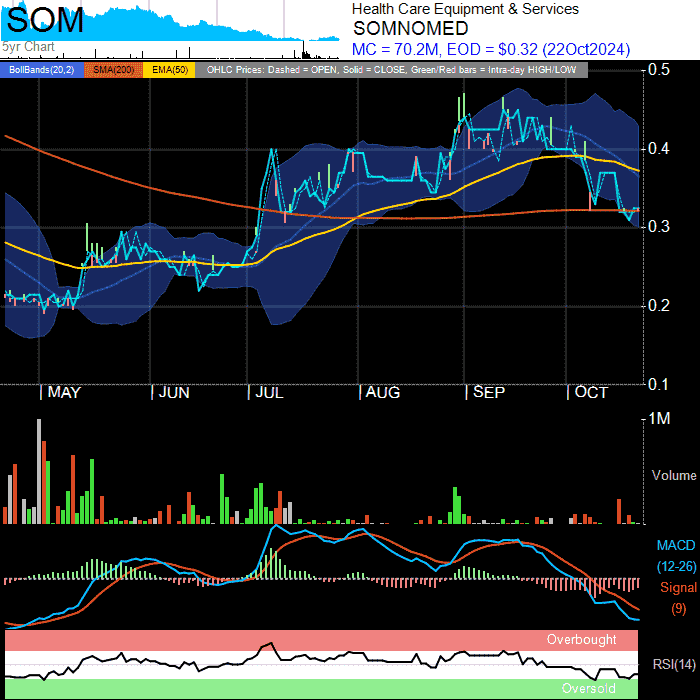 SOM
5yr Chart
Health Care Equipment & Services
SOMNOMED
MC = 70.2M, EOD = $0.32 (22Oct2024)
BollBands(20,2) SMA(200) EMA(50) OHLC Prices: Dashed = OPEN, Solid = CLOSE, Green/Red bars = Intra-day HIGH/LOW
0.5
0.4
0.3
0.2
0.1
MAY JUN JUL AUG SEP OCT
1M
Volume
MACD
(12-26)
Signal
(9)
Overbought
RSI(14)
Oversold